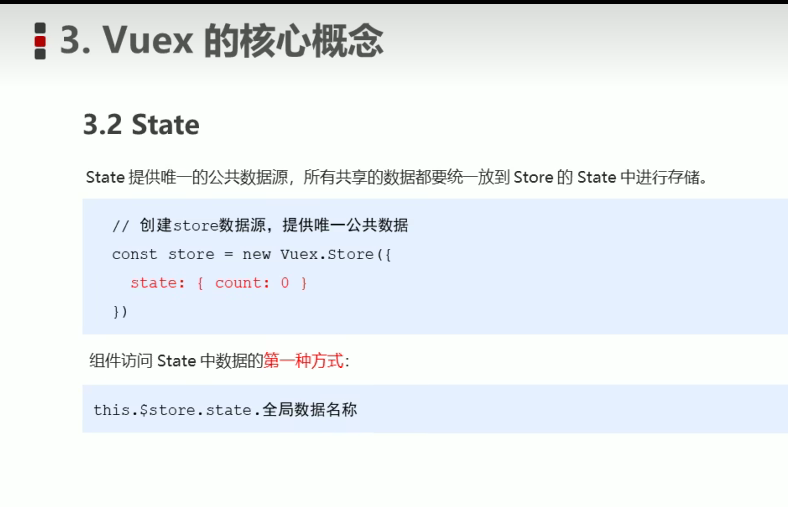 3. Vuex 的核心概念
3.2 State
State 提供唯一的公共数据源，所有共享的数据都要统一放到 Store 的 State 中进行存储。
// 创建store数据源，提供唯一公共数据
const store = new Vuex.Store({
state: { count: 0 }
})
组件访问 State 中数据的第一种方式：
this.$store.state.全局数据名称